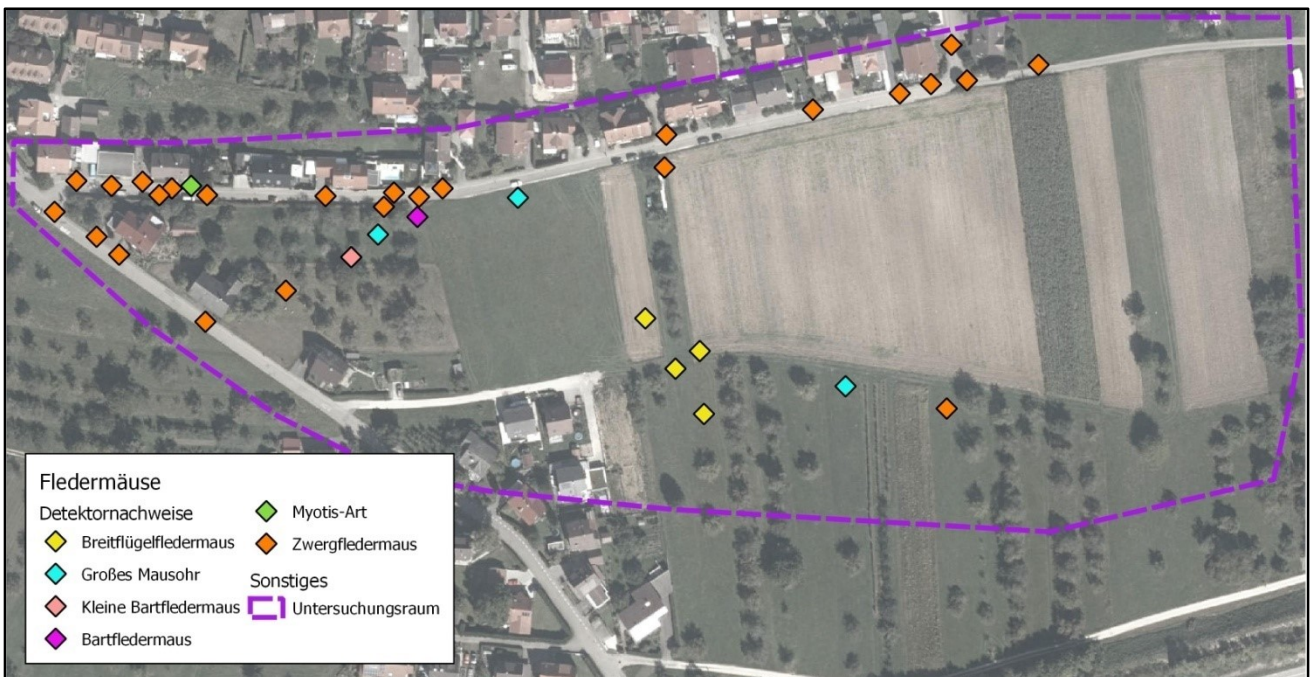 Fledermäuse
Detektornachweise
Breitflügelfledermaus
Großes Mausohr
Kleine Bartfledermaus
Bartfledermaus
Myotis-Art
Zwergfledermaus
Sonstiges
Untersuchungsraum